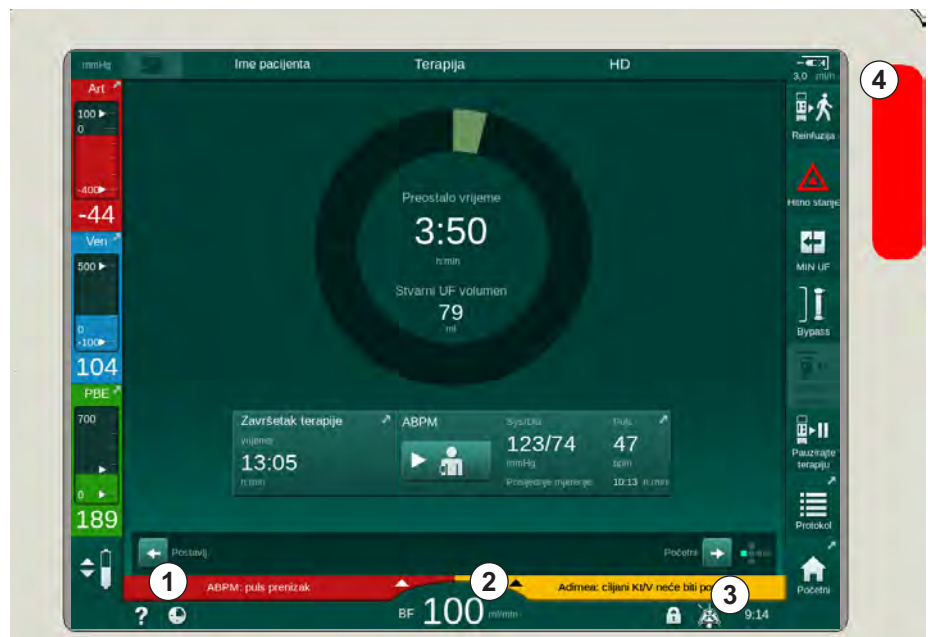 mmHg
Ime pacijenta
Terapija
HD
3,0 ml/h
Art
100
0
-400
-44
Ven
500
0
-100
104
PBE
700
0
189
Preostalo vrijeme
3:50
h:min
Stvarni UF volumen
79
ml
Završetak terapije
vrijeme
13:05
h:min
ABPM
Sys/Dia
123/74
mmHg
Puls
47
bpm
Posljednje mjerenje
10:13 h:min
Reinfuzija
Hitno stanje
MIN UF
Bypass
Pauzirajte
terapiju
Protokol
Početni
Postavlj
Početni
ABPM: puls prenizak
Adimea: ciljani Kt/V neće biti
?
BF 100 ml/min
9:14
1
2
3
4